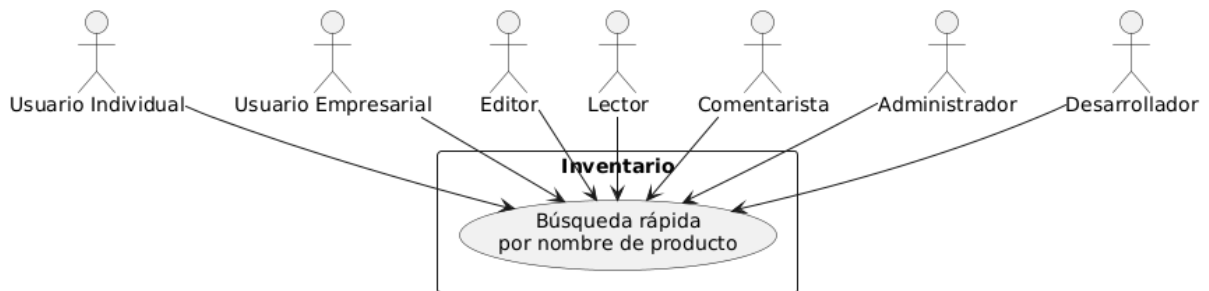 Usuario Individual
Usuario Empresarial
Editor
Lector
Comentarista
Administrador
Desarrollador
Inventario
Búsqueda rápida
por nombre de producto